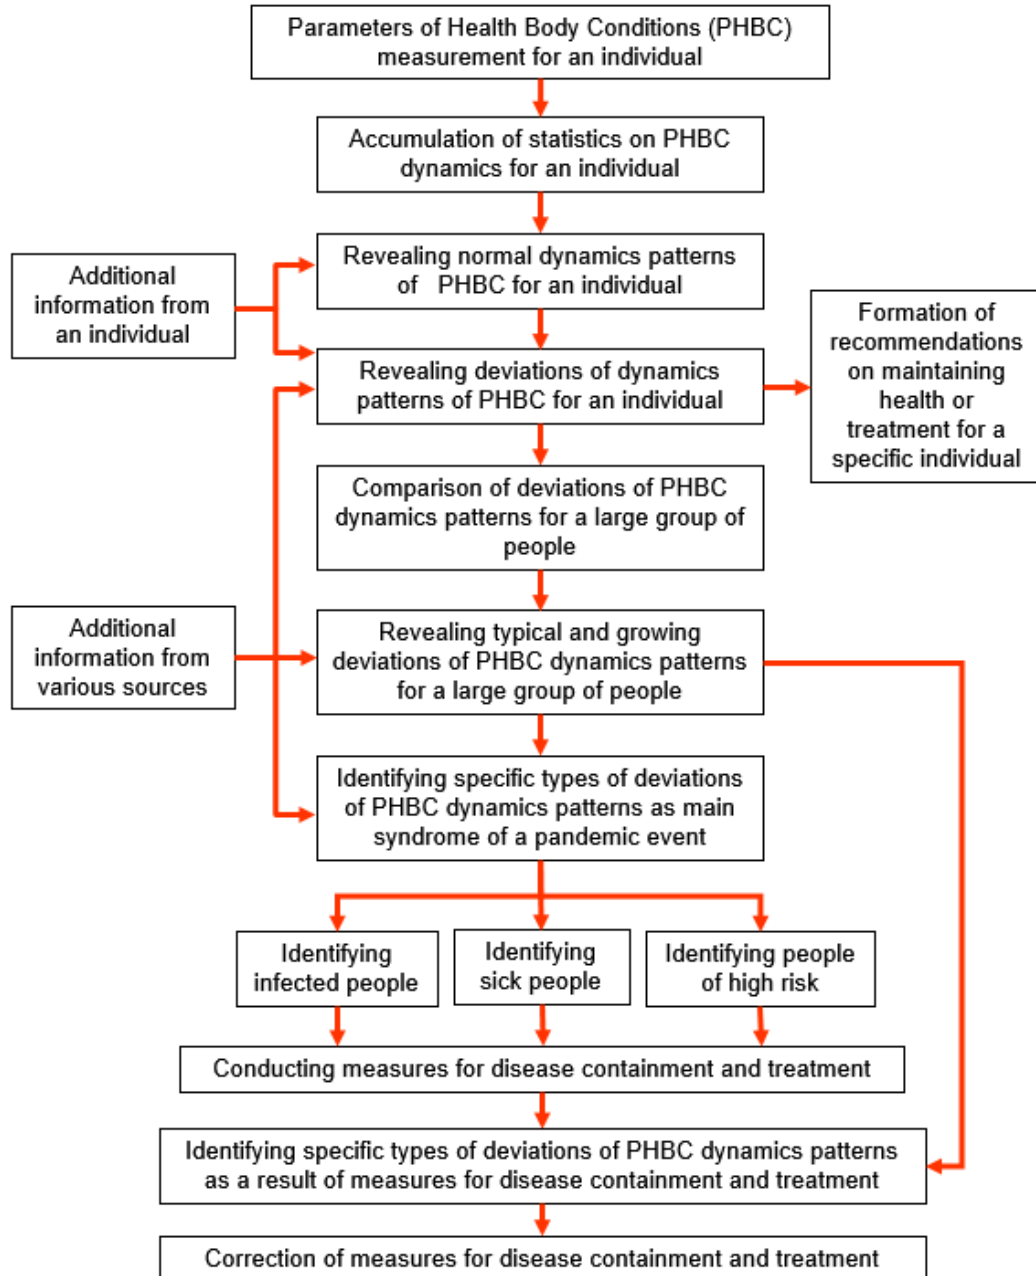 Parameters of Health Body Conditions (PHBC)
measurement for an individual
Accumulation of statistics on PHBC
dynamics for an individual
Revealing normal dynamics patterns
of PHBC for an individual
Additional
information from
an individual
Revealing deviations of dynamics
patterns of PHBC for an individual
Formation of
recommendations
on maintaining
health or
treatment for a
specific individual
Comparison of deviations of PHBC
dynamics patterns for a large group of
people
Additional
information from
various sources
Revealing typical and growing
deviations of PHBC dynamics patterns
for a large group of people
Identifying specific types of deviations
of PHBC dynamics patterns as main
syndrome of a pandemic event
Identifying
infected people
Identifying
sick people
Identifying people
of high risk
Conducting measures for disease containment and treatment
Identifying specific types of deviations of PHBC dynamics patterns
as a result of measures for disease containment and treatment
Correction of measures for disease containment and treatment